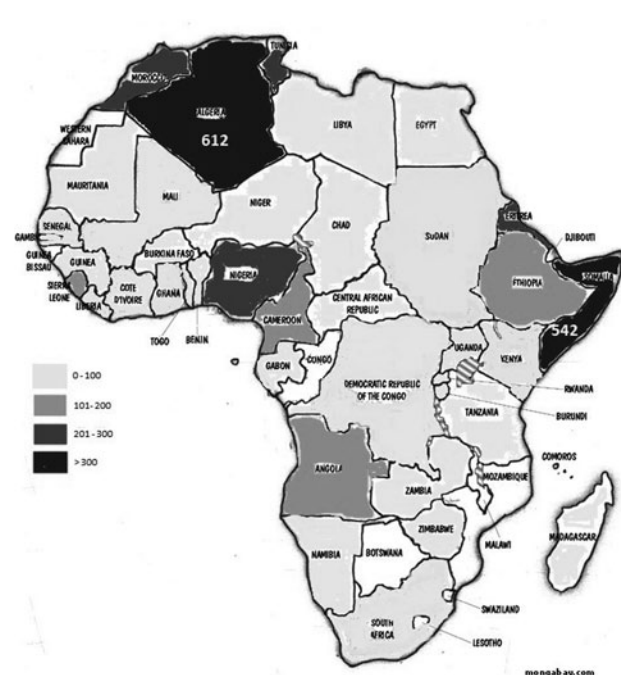 TUNISIA
MOROCCO
ALGERIA
612
LIBYA
EGYPT
WESTERN
SAHARA
MAURITANIA
MALI
NIGER
CHAD
SUDAN
ERITREA
DJIBOUTI
SENEGAL
GAMBIA
GUINEA
BISSAU
GUINEA
BURKINA FASO
NIGERIA
SOMALIA
ETHIOPIA
SIERRA
LEONE
LIBERIA
COTE
D'IVOIRE
GHANA
TOGO
BENIN
CAMEROON
CENTRAL AFRICAN
REPUBLIC
542
UGANDA
KENYA
GABON
CONGO
DEMOCRATIC REPUBLIC
OF THE CONGO
RWANDA
BURUNDI
TANZANIA
0-100
101-200
201-300
>300
ANGOLA
ZAMBIA
COMOROS
MOZAMBIQUE
MALAWI
ZIMBABWE
NAMIBIA
BOTSWANA
MADAGASCAR
SWAZILAND
LESOTHO
SOUTH
AFRICA
mongabay.com